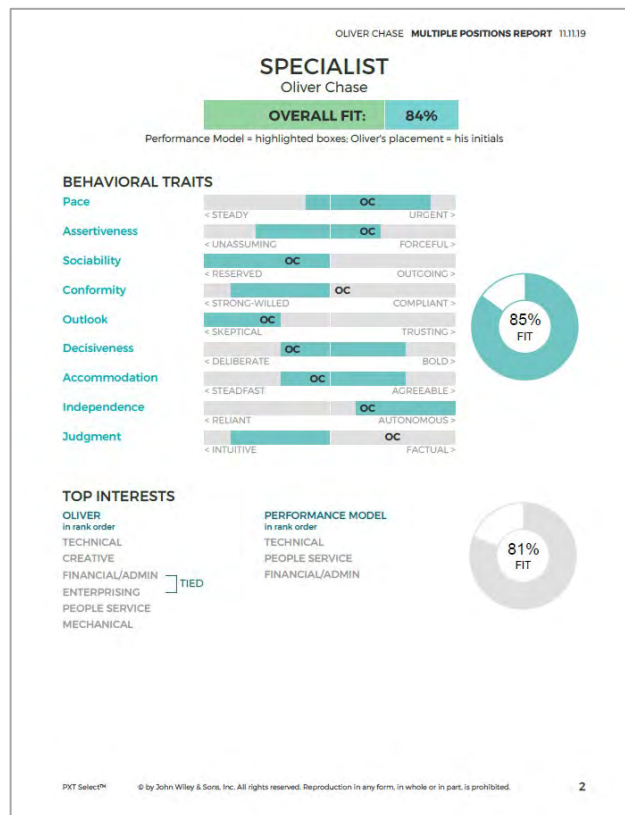 OLIVER CHASE MULTIPLE POSITIONS REPORT 11.11.19
SPECIALIST
Oliver Chase
OVERALL FIT: 84%
Performance Model = highlighted boxes; Oliver's placement = his initials
BEHAVIORAL TRAITS
Pace OC
< STEADY URGENT >
Assertiveness OC
< UNASSUMING FORCEFUL >
Sociability OC
< RESERVED OUTGOING >
Conformity OC
< STRONG-WILLED COMPLIANT >
Outlook OC
< SKEPTICAL TRUSTING >
Decisiveness OC
< DELIBERATE BOLD >
Accommodation OC
< STEADFAST AGREEABLE >
Independence OC
< RELIANT AUTONOMOUS >
Judgment OC
< INTUITIVE FACTUAL >
85%
FIT
TOP INTERESTS
OLIVER
in rank order
TECHNICAL
CREATIVE
FINANCIAL/ADMIN
ENTERPRISING
TIED
PEOPLE SERVICE
MECHANICAL
PERFORMANCE MODEL
in rank order
TECHNICAL
PEOPLE SERVICE
FINANCIAL/ADMIN
81%
FIT
PXT Select™ © by John Wiley & Sons, Inc. All rights reserved. Reproduction in any form, in whole or in part, is prohibited. 2